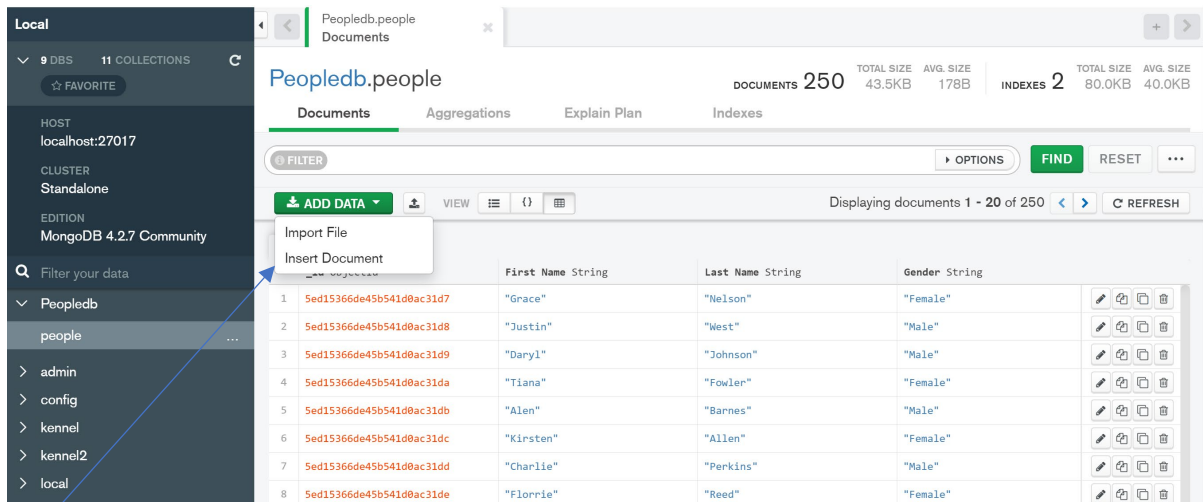 Local
9 DBS 11 COLLECTIONS
FAVORITE
HOST
localhost:27017
CLUSTER
Standalone
EDITION
MongoDB 4.2.7 Community
Filter your data
Peopledb
people ...
admin
config
kennel
kennel2
local
Peopledb.people
Documents
Peopledb.people
DOCUMENTS 250 TOTAL SIZE 43.5KB AVG. SIZE 178B INDEXES 2 TOTAL SIZE 80.0KB AVG. SIZE 40.0KB
Documents Aggregations Explain Plan Indexes
FILTER OPTIONS FIND RESET ...
ADD DATA VIEW {} Displaying documents 1 - 20 of 250 REFRESH
Import File
Insert Document
First Name String Last Name String Gender String
1 5ed15366de45b541d0ac31d7 "Grace" "Nelson" "Female"
2 5ed15366de45b541d0ac31d8 "Justin" "West" "Male"
3 5ed15366de45b541d0ac31d9 "Daryl" "Johnson" "Male"
4 5ed15366de45b541d0ac31da "Tiana" "Fowler" "Female"
5 5ed15366de45b541d0ac31db "Alen" "Barnes" "Male"
6 5ed15366de45b541d0ac31dc "Kirsten" "Allen" "Female"
7 5ed15366de45b541d0ac31dd "Charlie" "Perkins" "Male"
8 5ed15366de45b541d0ac31de "Florrie" "Reed" "Female"